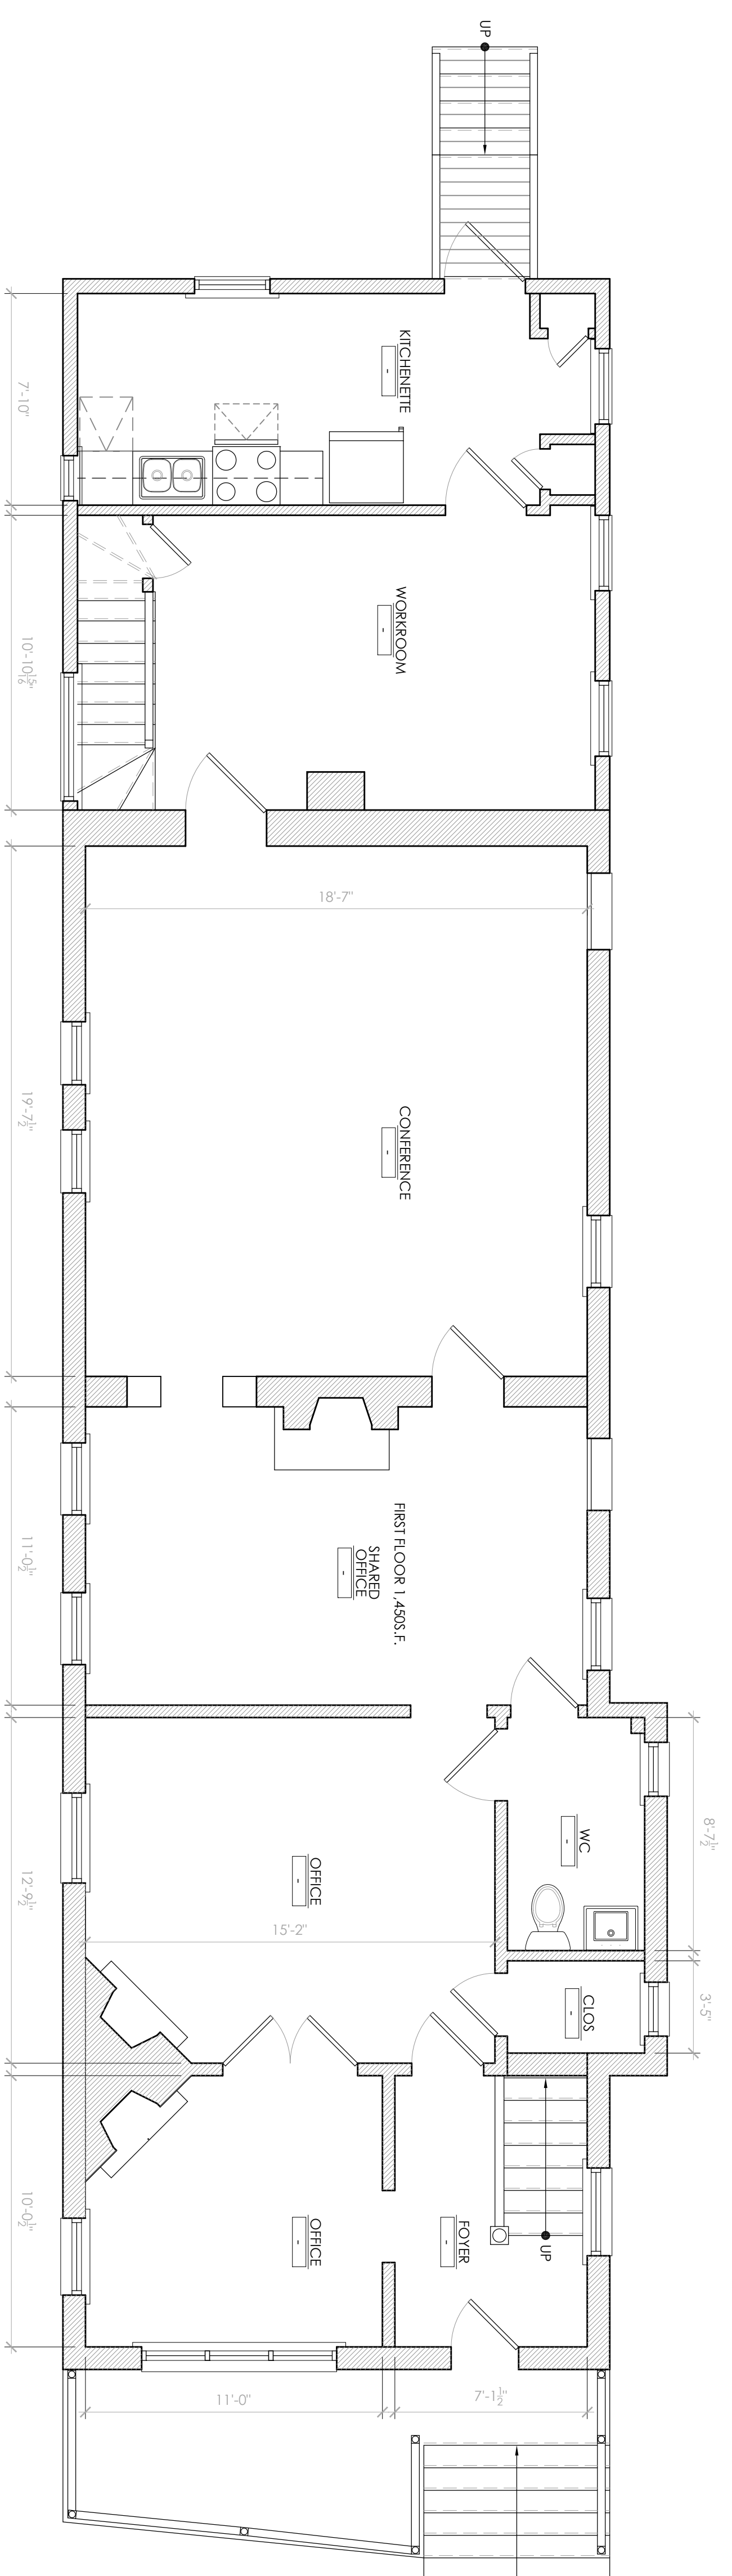 UP
KITCHENETTE
-
7'-10"
WORKROOM
-
10'-10 15/16"
18'-7"
CONFERENCE
-
19'-7 1/2"
FIRST FLOOR 1,450S.F.
SHARED
OFFICE
-
11'-0 1/2"
WC
-
8'-7 1/2"
OFFICE
-
12'-9 1/2"
15'-2"
CLOS
-
3'-5"
UP
FOYER
-
OFFICE
-
10'-0 1/2"
11'-0"
7'-1 1/2"